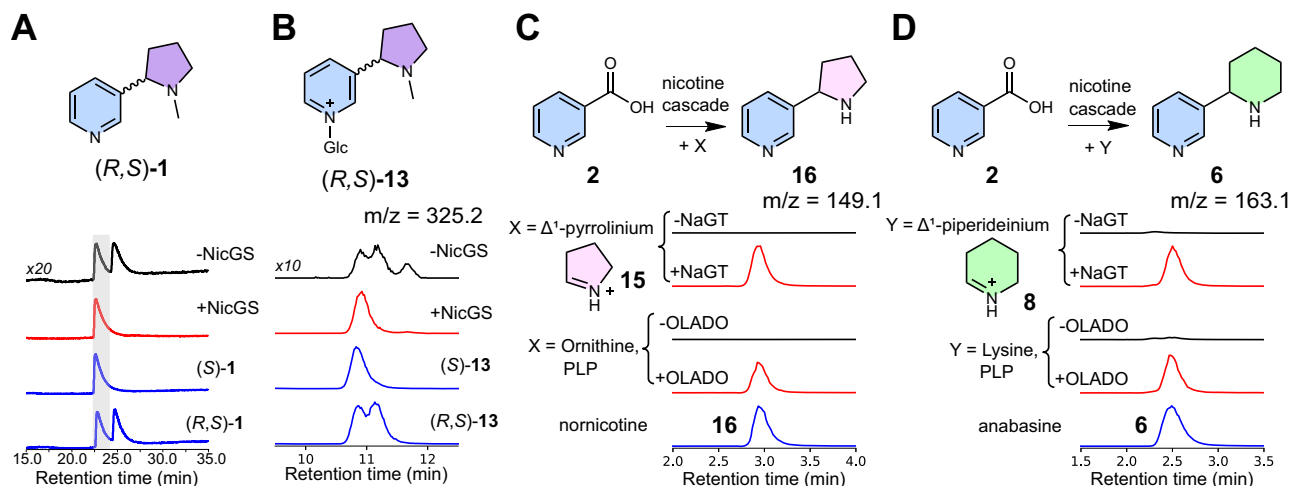 A
N
N
(R,S)-1
x20
-NicGS
+NicGS
(S)-1
(R,S)-1
15.0 20.0 25.0 30.0 35.0
Retention time (min)
B
N
N
+
Glc
(R,S)-13
m/z = 325.2
x10
-NicGS
+NicGS
(S)-13
(R,S)-13
10 11 12
Retention time (min)
C
O
OH
N
2
nicotine
cascade
+ X
N
H
N
16
m/z = 149.1
X = Δ¹-pyrrolinium
N
H
+
15
-NaGT
+NaGT
X = Ornithine,
PLP
-OLADO
+OLADO
nornicotine
16
2.0 2.5 3.0 3.5 4.0
Retention time (min)
D
O
OH
N
2
nicotine
cascade
+ Y
N
H
N
6
m/z = 163.1
Y = Δ¹-piperideinium
+
N
H
8
-NaGT
+NaGT
Y = Lysine,
PLP
-OLADO
+OLADO
anabasine
6
1.5 2.0 2.5 3.0 3.5
Retention time (min)